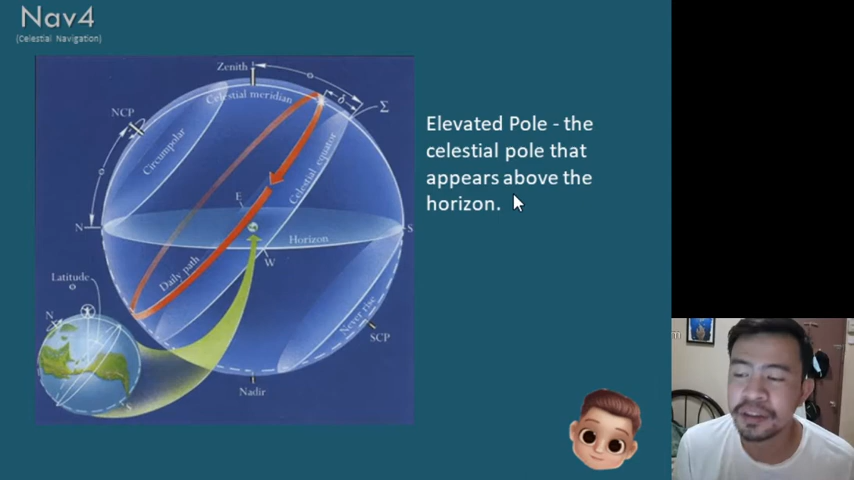 Nav4
(Celestial Navigation)
Zenith
Celestial meridian
δ
Σ
NCP
Circumpolar
Celestial equator
E
N
S
Horizon
W
Daily path
Latitude
N
Never rise
SCP
S
Nadir
Elevated Pole - the
celestial pole that
appears above the
horizon.